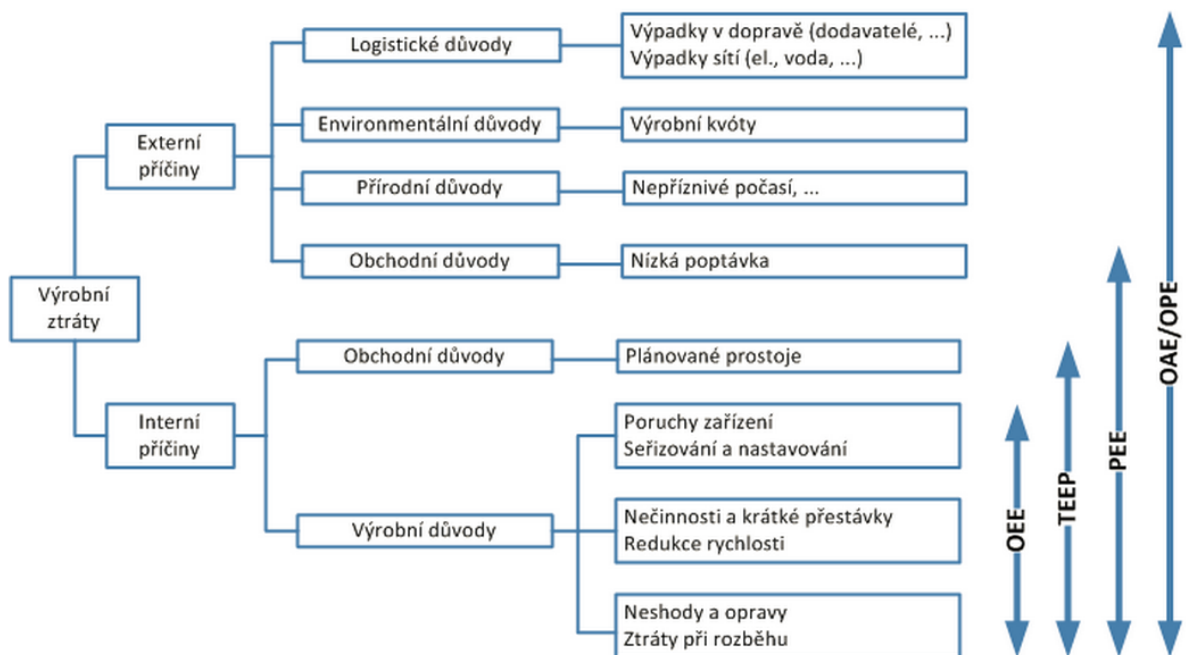 Logistické důvody
Výpadky v dopravě (dodavatelé, ...)
Výpadky sítí (el., voda, ...)
Externí
příčiny
Environmentální důvody
Výrobní kvóty
Přírodní důvody
Nepříznivé počasí, ...
Obchodní důvody
Nízká poptávka
Výrobní
ztráty
Obchodní důvody
Plánované prostoje
Interní
příčiny
Poruchy zařízení
Seřizování a nastavování
Výrobní důvody
Nečinnosti a krátké přestávky
Redukce rychlosti
Neshody a opravy
Ztráty při rozběhu
OEE
TEEP
PEE
OAE/OPE